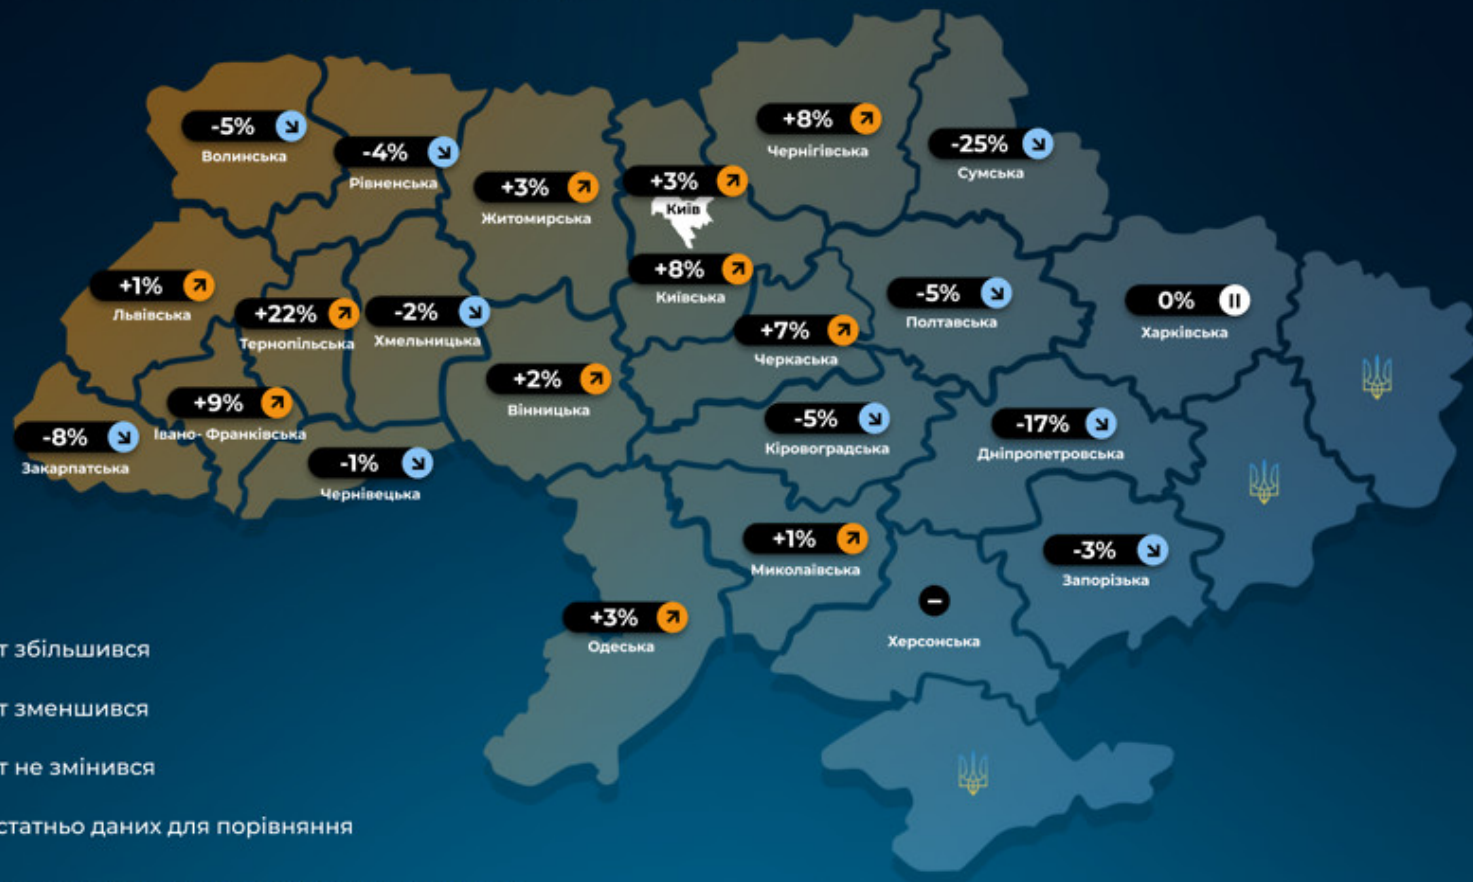 +8%
Чернігівська
-25%
Сумська
-5%
Волинська
-4%
Рівненська
+3%
Житомирська
+3%
Київ
+8%
Київська
+1%
Львівська
+22%
Тернопільська
-2%
Хмельницька
-5%
Полтавська
0%
Харківська
+7%
Черкаська
+2%
Вінницька
+9%
Івано- Франківська
-8%
Закарпатська
-1%
Чернівецька
-5%
Кіровоградська
-17%
Дніпропетровська
+1%
Миколаївська
-3%
Запорізька
Херсонська
+3%
Одеська
т збільшився
т зменшився
т не змінився
статньо даних для порівняння